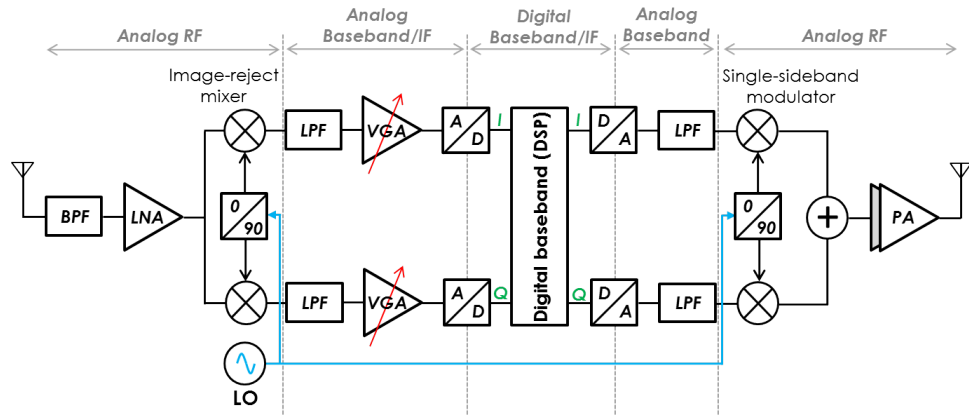 Analog RF
Analog
Baseband/IF
Digital
Baseband/IF
Analog
Baseband
Analog RF
Image-reject
mixer
Single-sideband
modulator
LPF
VGA
A
D
I
Digital baseband (DSP)
I
D
A
LPF
BPF
LNA
0
90
0
90
PA
LPF
VGA
A
D
Q
Q
D
A
LPF
LO